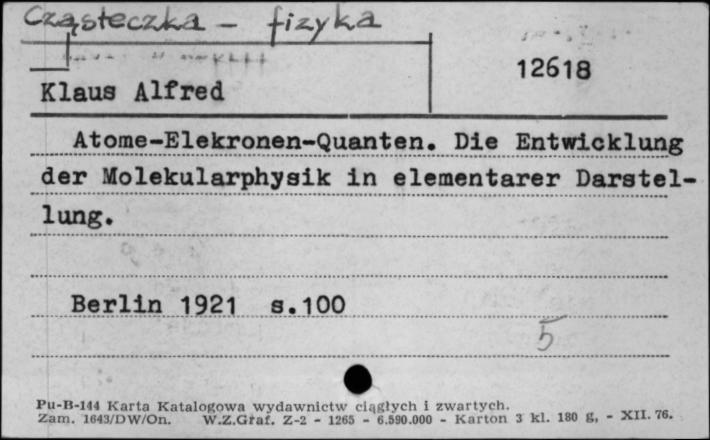 Cząsteczka - fizyka
12618
Klaus Alfred
Atome-Elekronen-Quanten. Die Entwicklung
der Molekularphysik in elementarer Darstel-
lung.
Berlin 1921 s.100
5
Pu-B-144 Karta Katalogowa wydawnictw ciągłych i zwartych.
Zam. 1643/DW/On. W.Z.Graf. Z-2 - 1265 - 6.590.000 - Karton 3 kl. 180 g, - XII. 76.